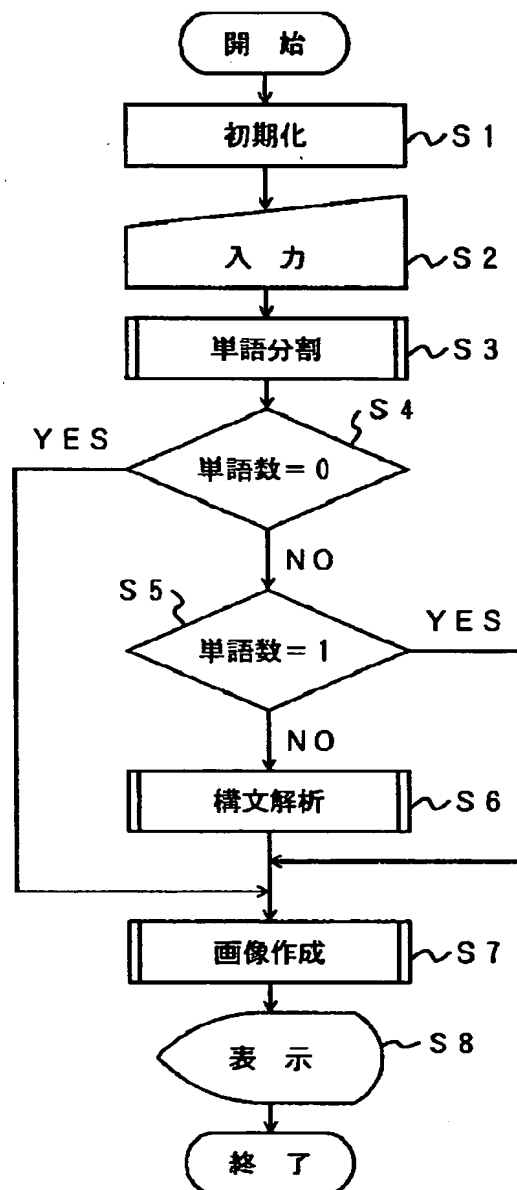 開 始
初期化
S1
入 力
S2
単語分割
S3
S4
YES
単語数=0
NO
S5
YES
単語数=1
NO
構文解析
S6
画像作成
S7
表 示
S8
終 了